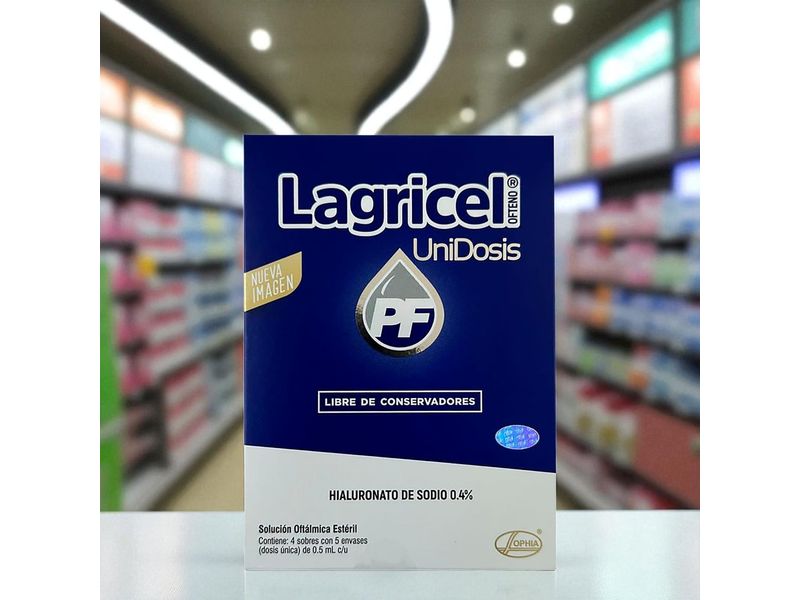 Lagricel®
OFTENO
UniDosis
NUEVA
IMAGEN
PF
LIBRE DE CONSERVADORES
HIALURONATO DE SODIO 0.4%
Solución Oftálmica Estéril
Contiene: 4 sobres con 5 envases
(dosis única) de 0.5 mL c/u
SOPHIA®